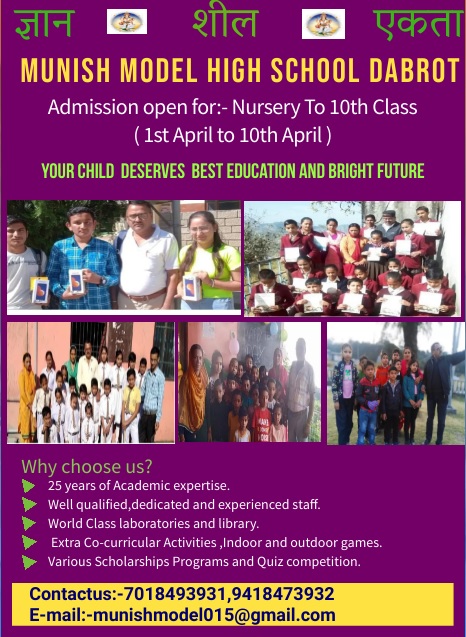 ज्ञान शील एकता
MUNISH MODEL HIGH SCHOOL DABROT
Admission open for:- Nursery To 10th Class
( 1st April to 10th April )
YOUR CHILD DESERVES BEST EDUCATION AND BRIGHT FUTURE
Why choose us?
25 years of Academic expertise.
Well qualified,dedicated and experienced staff.
World Class laboratories and library.
Extra Co-curricular Activities ,Indoor and outdoor games.
Various Scholarships Programs and Quiz competition.
Contactus:-7018493931,9418473932
E-mail:-munishmodel015@gmail.com